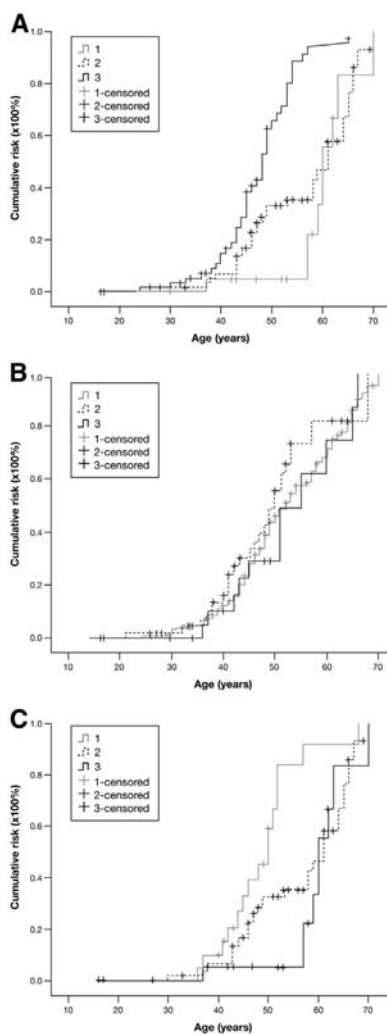 A
1
2
3
1-censored
2-censored
3-censored
Cumulative risk (x100%)
1.0
0.8
0.6
0.4
0.2
0.0
10 20 30 40 50 60 70
Age (years)
B
1
2
3
1-censored
2-censored
3-censored
Cumulative risk (x100%)
1.0
0.8
0.6
0.4
0.2
0.0
10 20 30 40 50 60 70
Age (years)
C
1
2
3
1-censored
2-censored
3-censored
Cumulative risk (x100%)
1.0
0.8
0.6
0.4
0.2
0.0
10 20 30 40 50 60 70
Age (years)